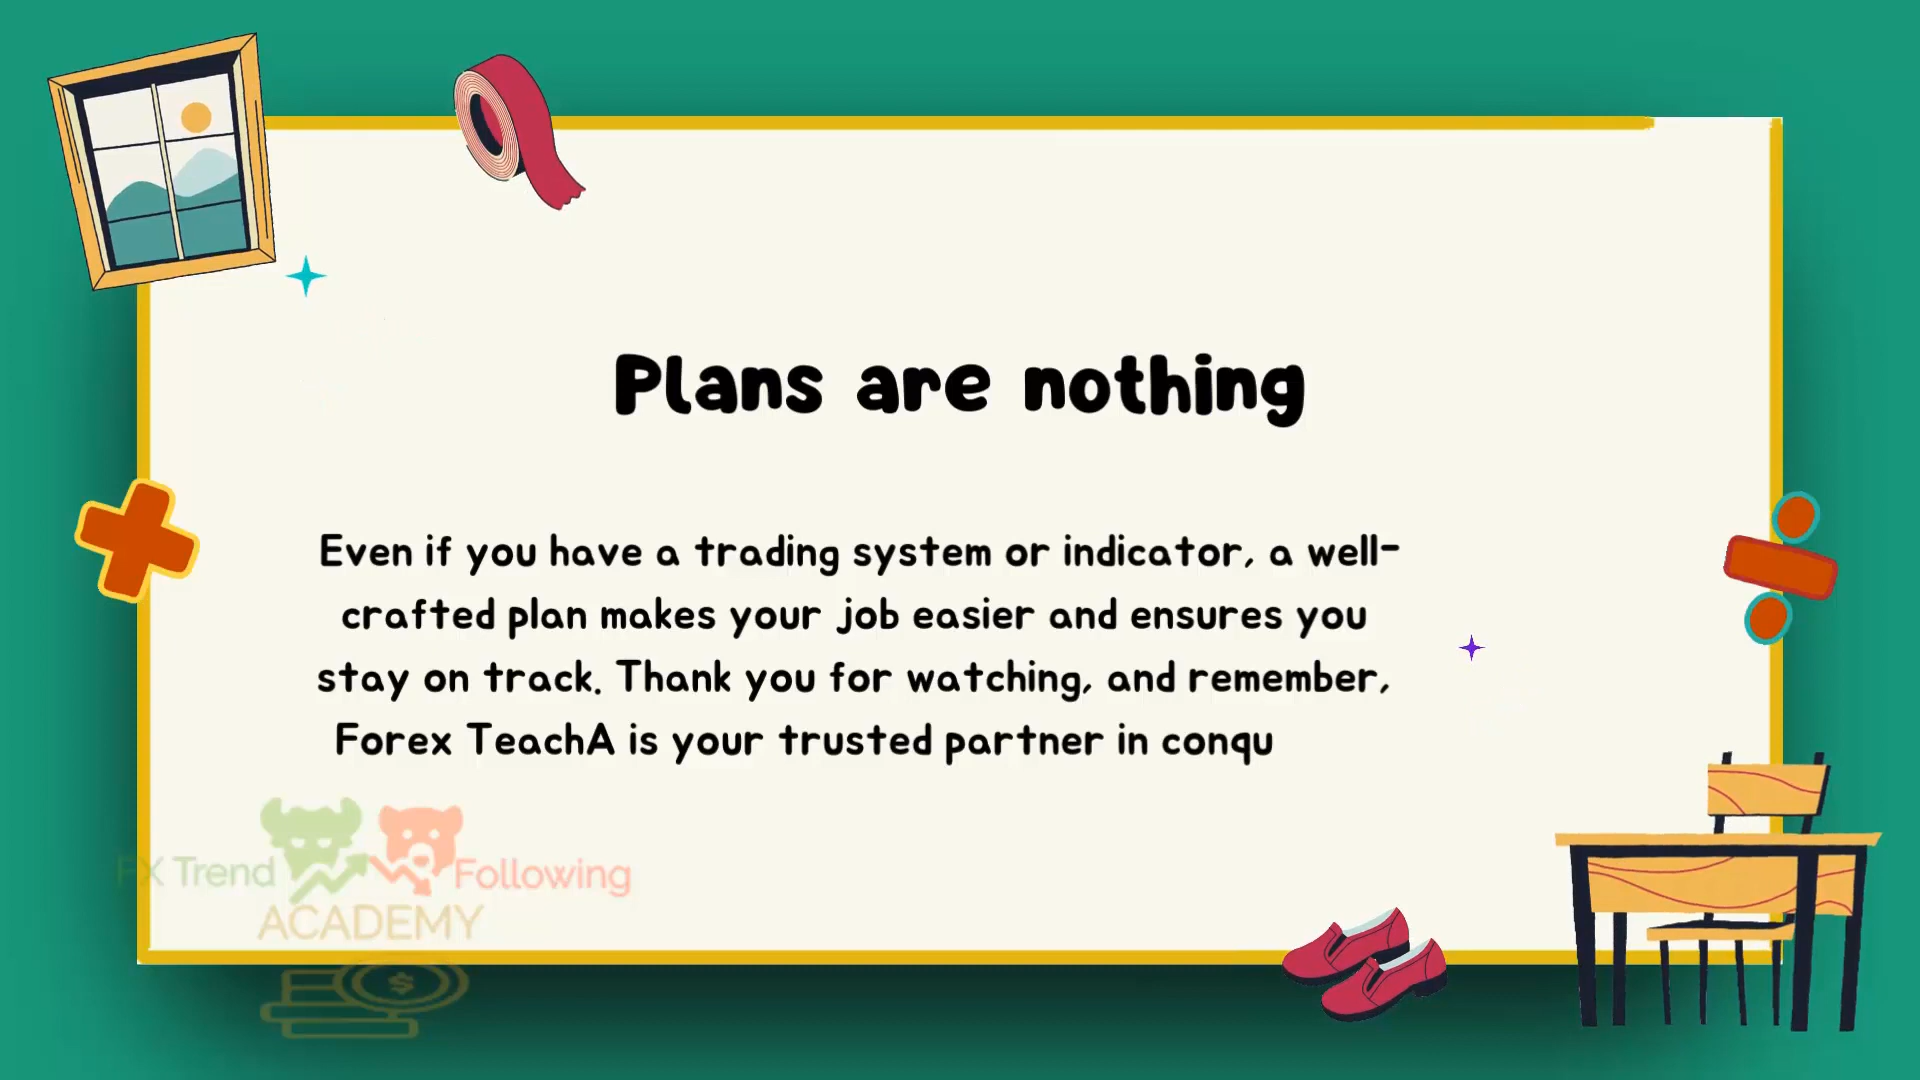 Plans are nothing
Even if you have a trading system or indicator, a well-
crafted plan makes your job easier and ensures you
stay on track. Thank you for watching, and remember,
Forex TeachA is your trusted partner in conqu
FX Trend Following
ACADEMY
$